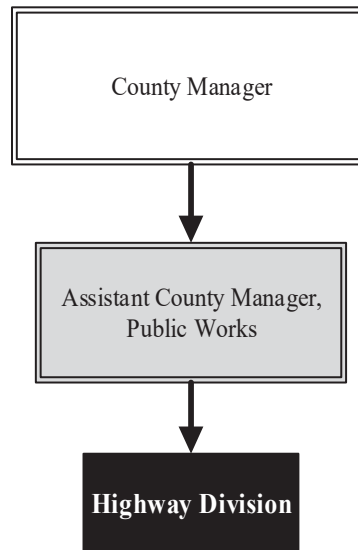 County Manager
Assistant County Manager,
Public Works
Highway Division